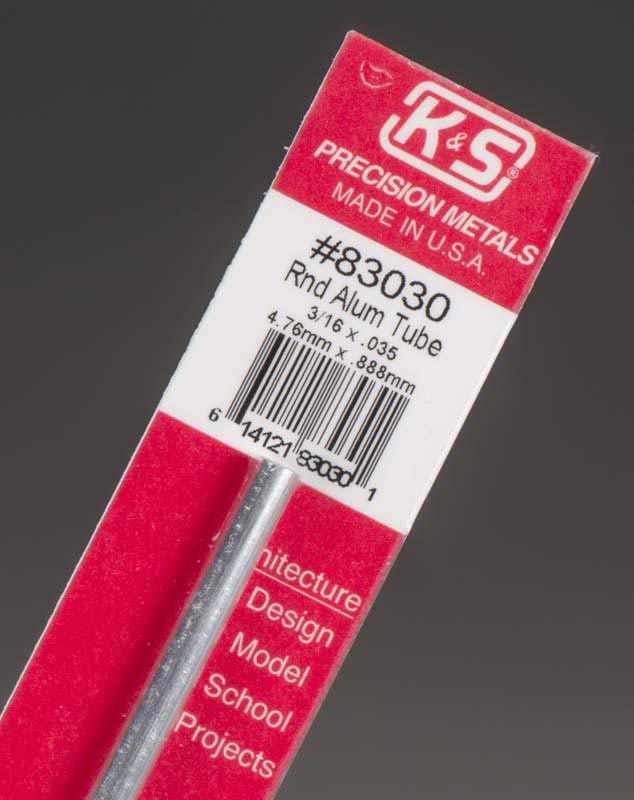 K&S®
PRECISION METALS
MADE IN U.S.A.
#83030
Rnd Alum Tube
3/16 x .035
4.76mm x .888mm
6 14121 83030 1
Design
Model
School
Projects